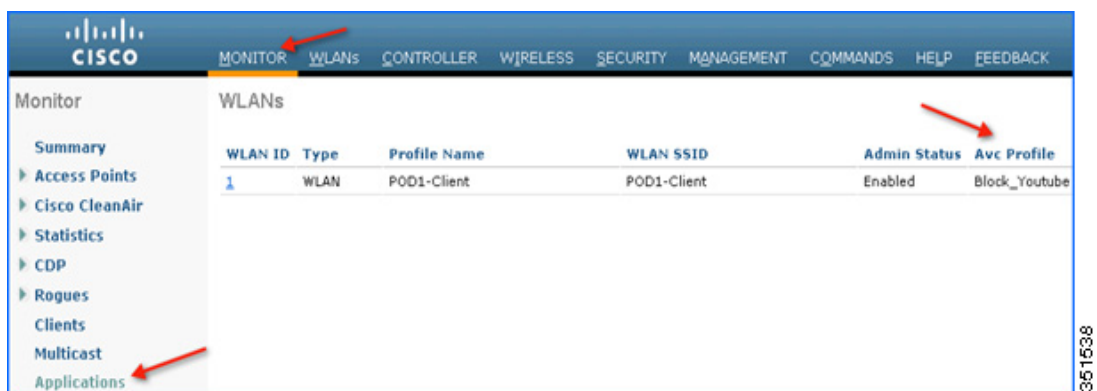 CISCO
MONITOR WLANs CONTROLLER WIRELESS SECURITY MANAGEMENT COMMANDS HELP FEEDBACK
Monitor
Summary
Access Points
Cisco CleanAir
Statistics
CDP
Rogues
Clients
Multicast
Applications
WLANs
WLAN ID Type Profile Name WLAN SSID Admin Status Avc Profile
1 WLAN POD1-Client POD1-Client Enabled Block_Youtube
351538